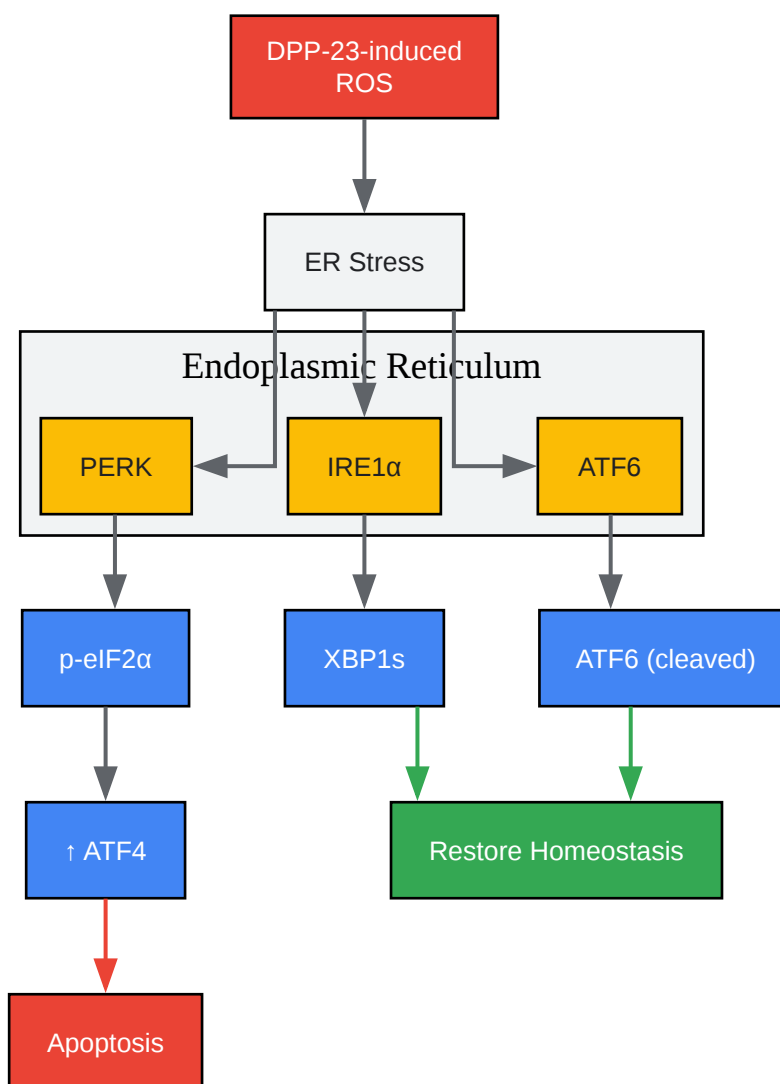 DPP-23-induced
ROS
ER Stress
Endoplasmic Reticulum
PERK
IRE1α
ATF6
p-eIF2α
XBP1s
ATF6 (cleaved)
↑ ATF4
Restore Homeostasis
Apoptosis